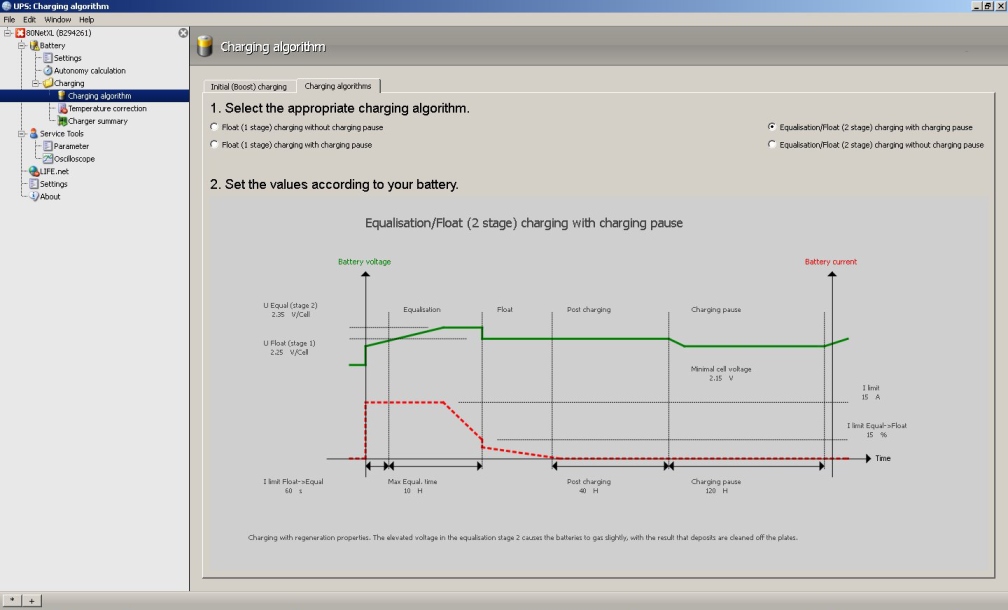 UPS: Charging algorithm
File Edit Window Help
80NetXL (B294261)
Battery
Settings
Autonomy calculation
Charging
Charging algorithm
Temperature correction
Charger summary
Service Tools
Parameter
Oscilloscope
LIFE.net
Settings
About
Charging algorithm
Initial (Boost) charging
Charging algorithms
1. Select the appropriate charging algorithm.
Float (1 stage) charging without charging pause
Equalisation/Float (2 stage) charging with charging pause
Float (1 stage) charging with charging pause
Equalisation/Float (2 stage) charging without charging pause
2. Set the values according to your battery.
Equalisation/Float (2 stage) charging with charging pause
Battery voltage
Battery current
U Equal (stage 2)
2.35 V/Cell
Equalisation
Float
Post charging
Charging pause
U Float (stage 1)
2.25 V/Cell
Minimal cell voltage
2.15 V
I limit
15 A
I limit Equal->Float
15 %
Time
I limit Float->Equal
60 s
Max Equal. time
10 H
Post charging
40 H
Charging pause
120 H
Charging with regeneration properties. The elevated voltage in the equalisation stage 2 causes the batteries to gas slightly, with the result that deposits are cleaned off the plates.
* +